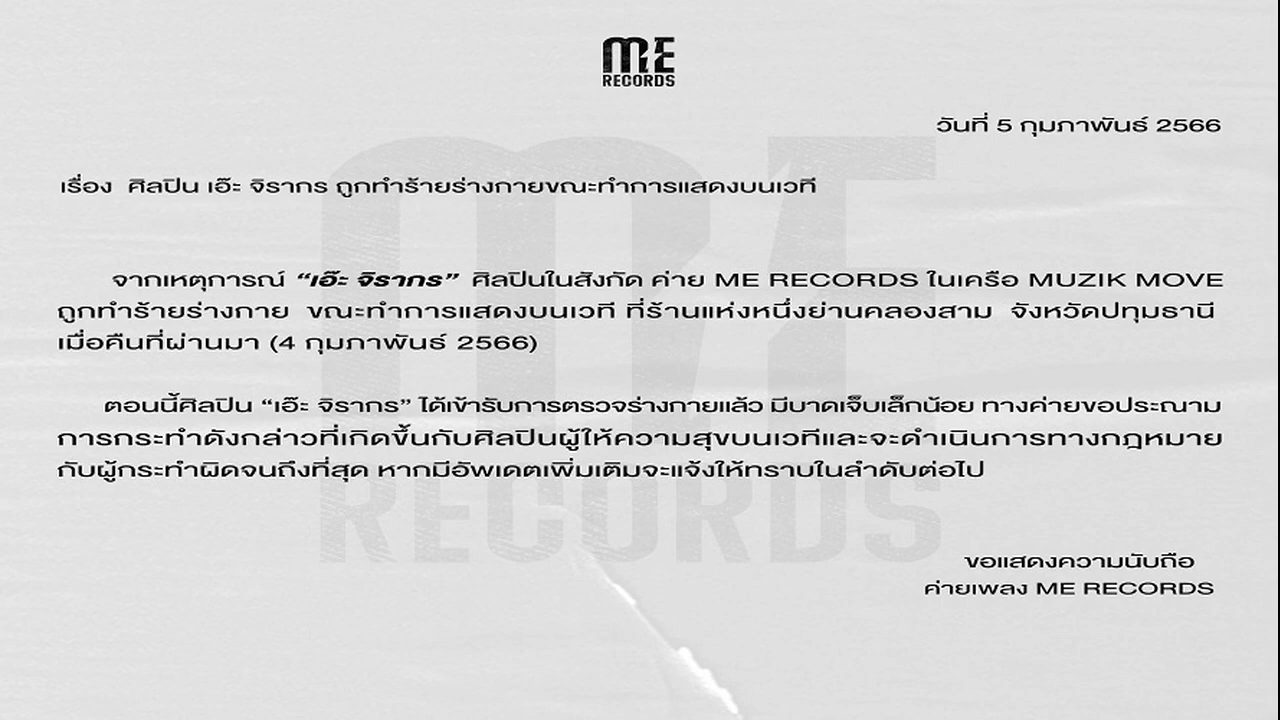 ME
RECORDS
วันที่ 5 กุมภาพันธ์ 2566
เรื่อง ศิลปิน เอ๊ะ จิรากร ถูกทำร้ายร่างกายขณะทำการแสดงบนเวที
จากเหตุการณ์ “เอ๊ะ จิรากร” ศิลปินในสังกัด ค่าย ME RECORDS ในเครือ MUZIK MOVE
ถูกทำร้ายร่างกาย ขณะทำการแสดงบนเวที ที่ร้านแห่งหนึ่งย่านคลองสาม จังหวัดปทุมธานี
เมื่อคืนที่ผ่านมา (4 กุมภาพันธ์ 2566)
ตอนนี้ศิลปิน “เอ๊ะ จิรากร” ได้เข้ารับการตรวจร่างกายแล้ว มีบาดเจ็บเล็กน้อย ทางค่ายขอประณาม
การกระทำดังกล่าวที่เกิดขึ้นกับศิลปินผู้ให้ความสุขบนเวทีและจะดำเนินการทางกฎหมาย
กับผู้กระทำผิดจนถึงที่สุด หากมีอัพเดตเพิ่มเติมจะแจ้งให้ทราบในลำดับต่อไป
ขอแสดงความนับถือ
ค่ายเพลง ME RECORDS
ME
RECORDS